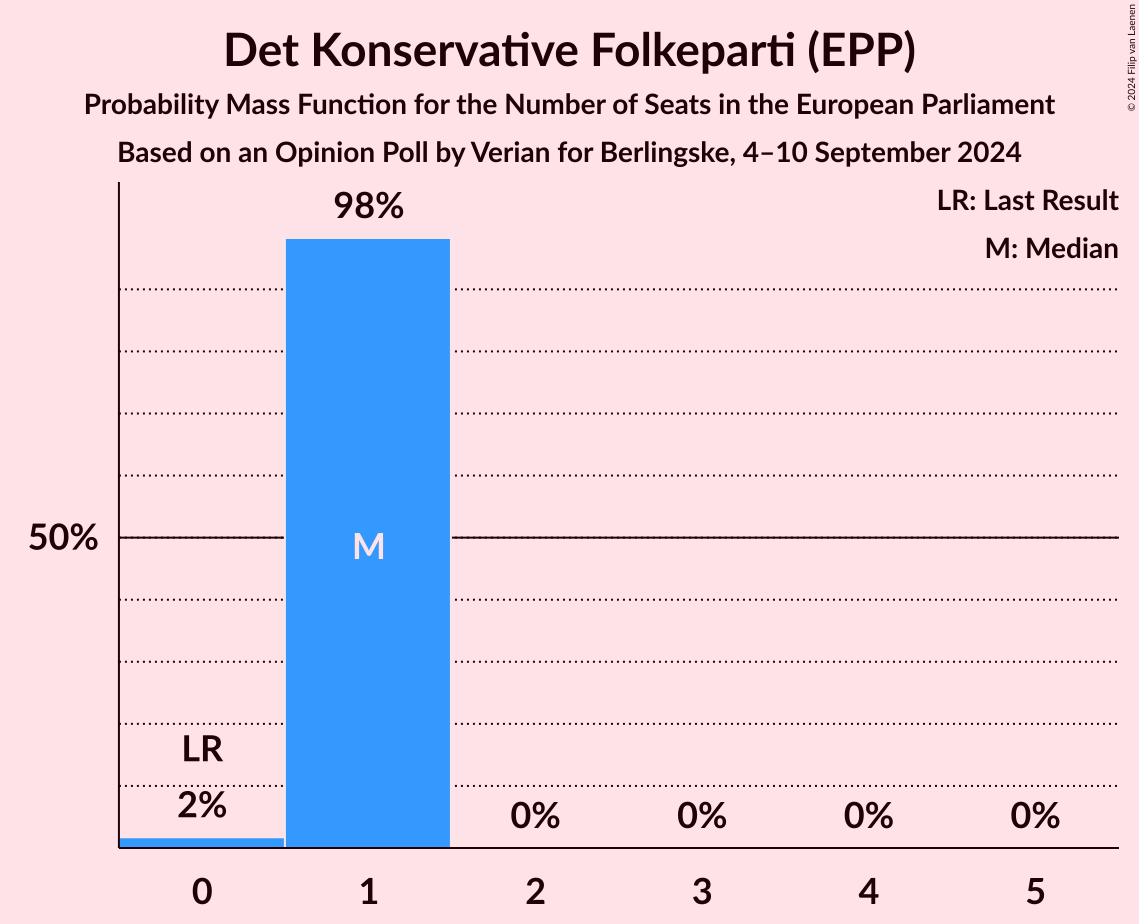 Det Konservative Folkeparti (EPP)
Probability Mass Function for the Number of Seats in the European Parliament
Based on an Opinion Poll by Verian for Berlingske, 4–10 September 2024
© 2024 Filip van Laenen
LR: Last Result
M: Median
98%
50%
M
LR
2%
0%
0%
0%
0%
0
1
2
3
4
5